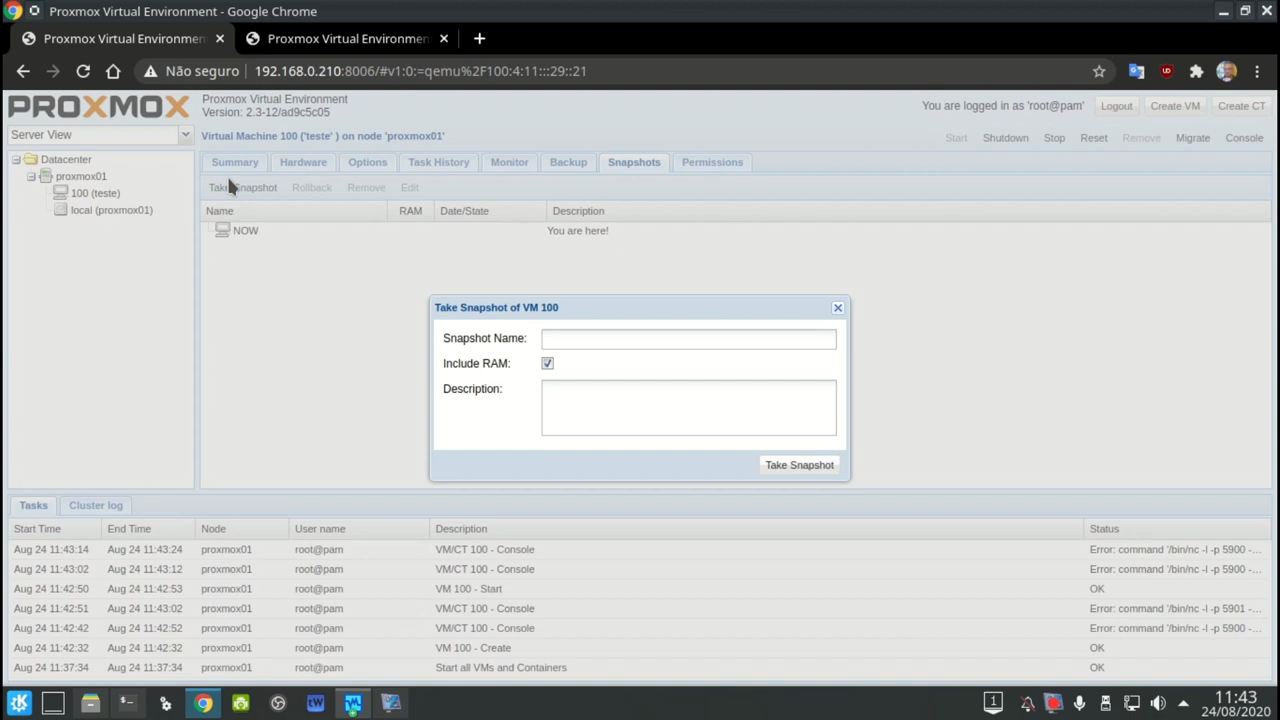 Proxmox Virtual Environment - Google Chrome
Proxmox Virtual Environmen
Proxmox Virtual Environmen
Não seguro
192.168.0.210:8006/#v1:0:=qemu%2F100:4:11:::29::21
PROXMOX
Proxmox Virtual Environment
Version: 2.3-12/ad9c5c05
You are logged in as 'root@pam'
Logout
Create VM
Create CT
Server View
Virtual Machine 100 ('teste' ) on node 'proxmox01'
Start
Shutdown
Stop
Reset
Remove
Migrate
Console
Datacenter
proxmox01
100 (teste)
local (proxmox01)
Summary
Hardware
Options
Task History
Monitor
Backup
Snapshots
Permissions
Take Snapshot
Rollback
Remove
Edit
Name
RAM
Date/State
Description
NOW
You are here!
Take Snapshot of VM 100
Snapshot Name:
Include RAM:
Description:
Take Snapshot
Tasks
Cluster log
Start Time End Time Node User name Description Status
Aug 24 11:43:14 Aug 24 11:43:24 proxmox01 root@pam VM/CT 100 - Console Error: command '/bin/nc -l -p 5900 -...
Aug 24 11:43:02 Aug 24 11:43:12 proxmox01 root@pam VM/CT 100 - Console Error: command '/bin/nc -l -p 5900 -...
Aug 24 11:42:50 Aug 24 11:42:53 proxmox01 root@pam VM 100 - Start OK
Aug 24 11:42:51 Aug 24 11:43:02 proxmox01 root@pam VM/CT 100 - Console Error: command '/bin/nc -l -p 5901 -...
Aug 24 11:42:42 Aug 24 11:42:52 proxmox01 root@pam VM/CT 100 - Console Error: command '/bin/nc -l -p 5900 -...
Aug 24 11:42:32 Aug 24 11:42:32 proxmox01 root@pam VM 100 - Create OK
Aug 24 11:37:34 Aug 24 11:37:34 proxmox01 root@pam Start all VMs and Containers OK
tW
1
11:43
24/08/2020